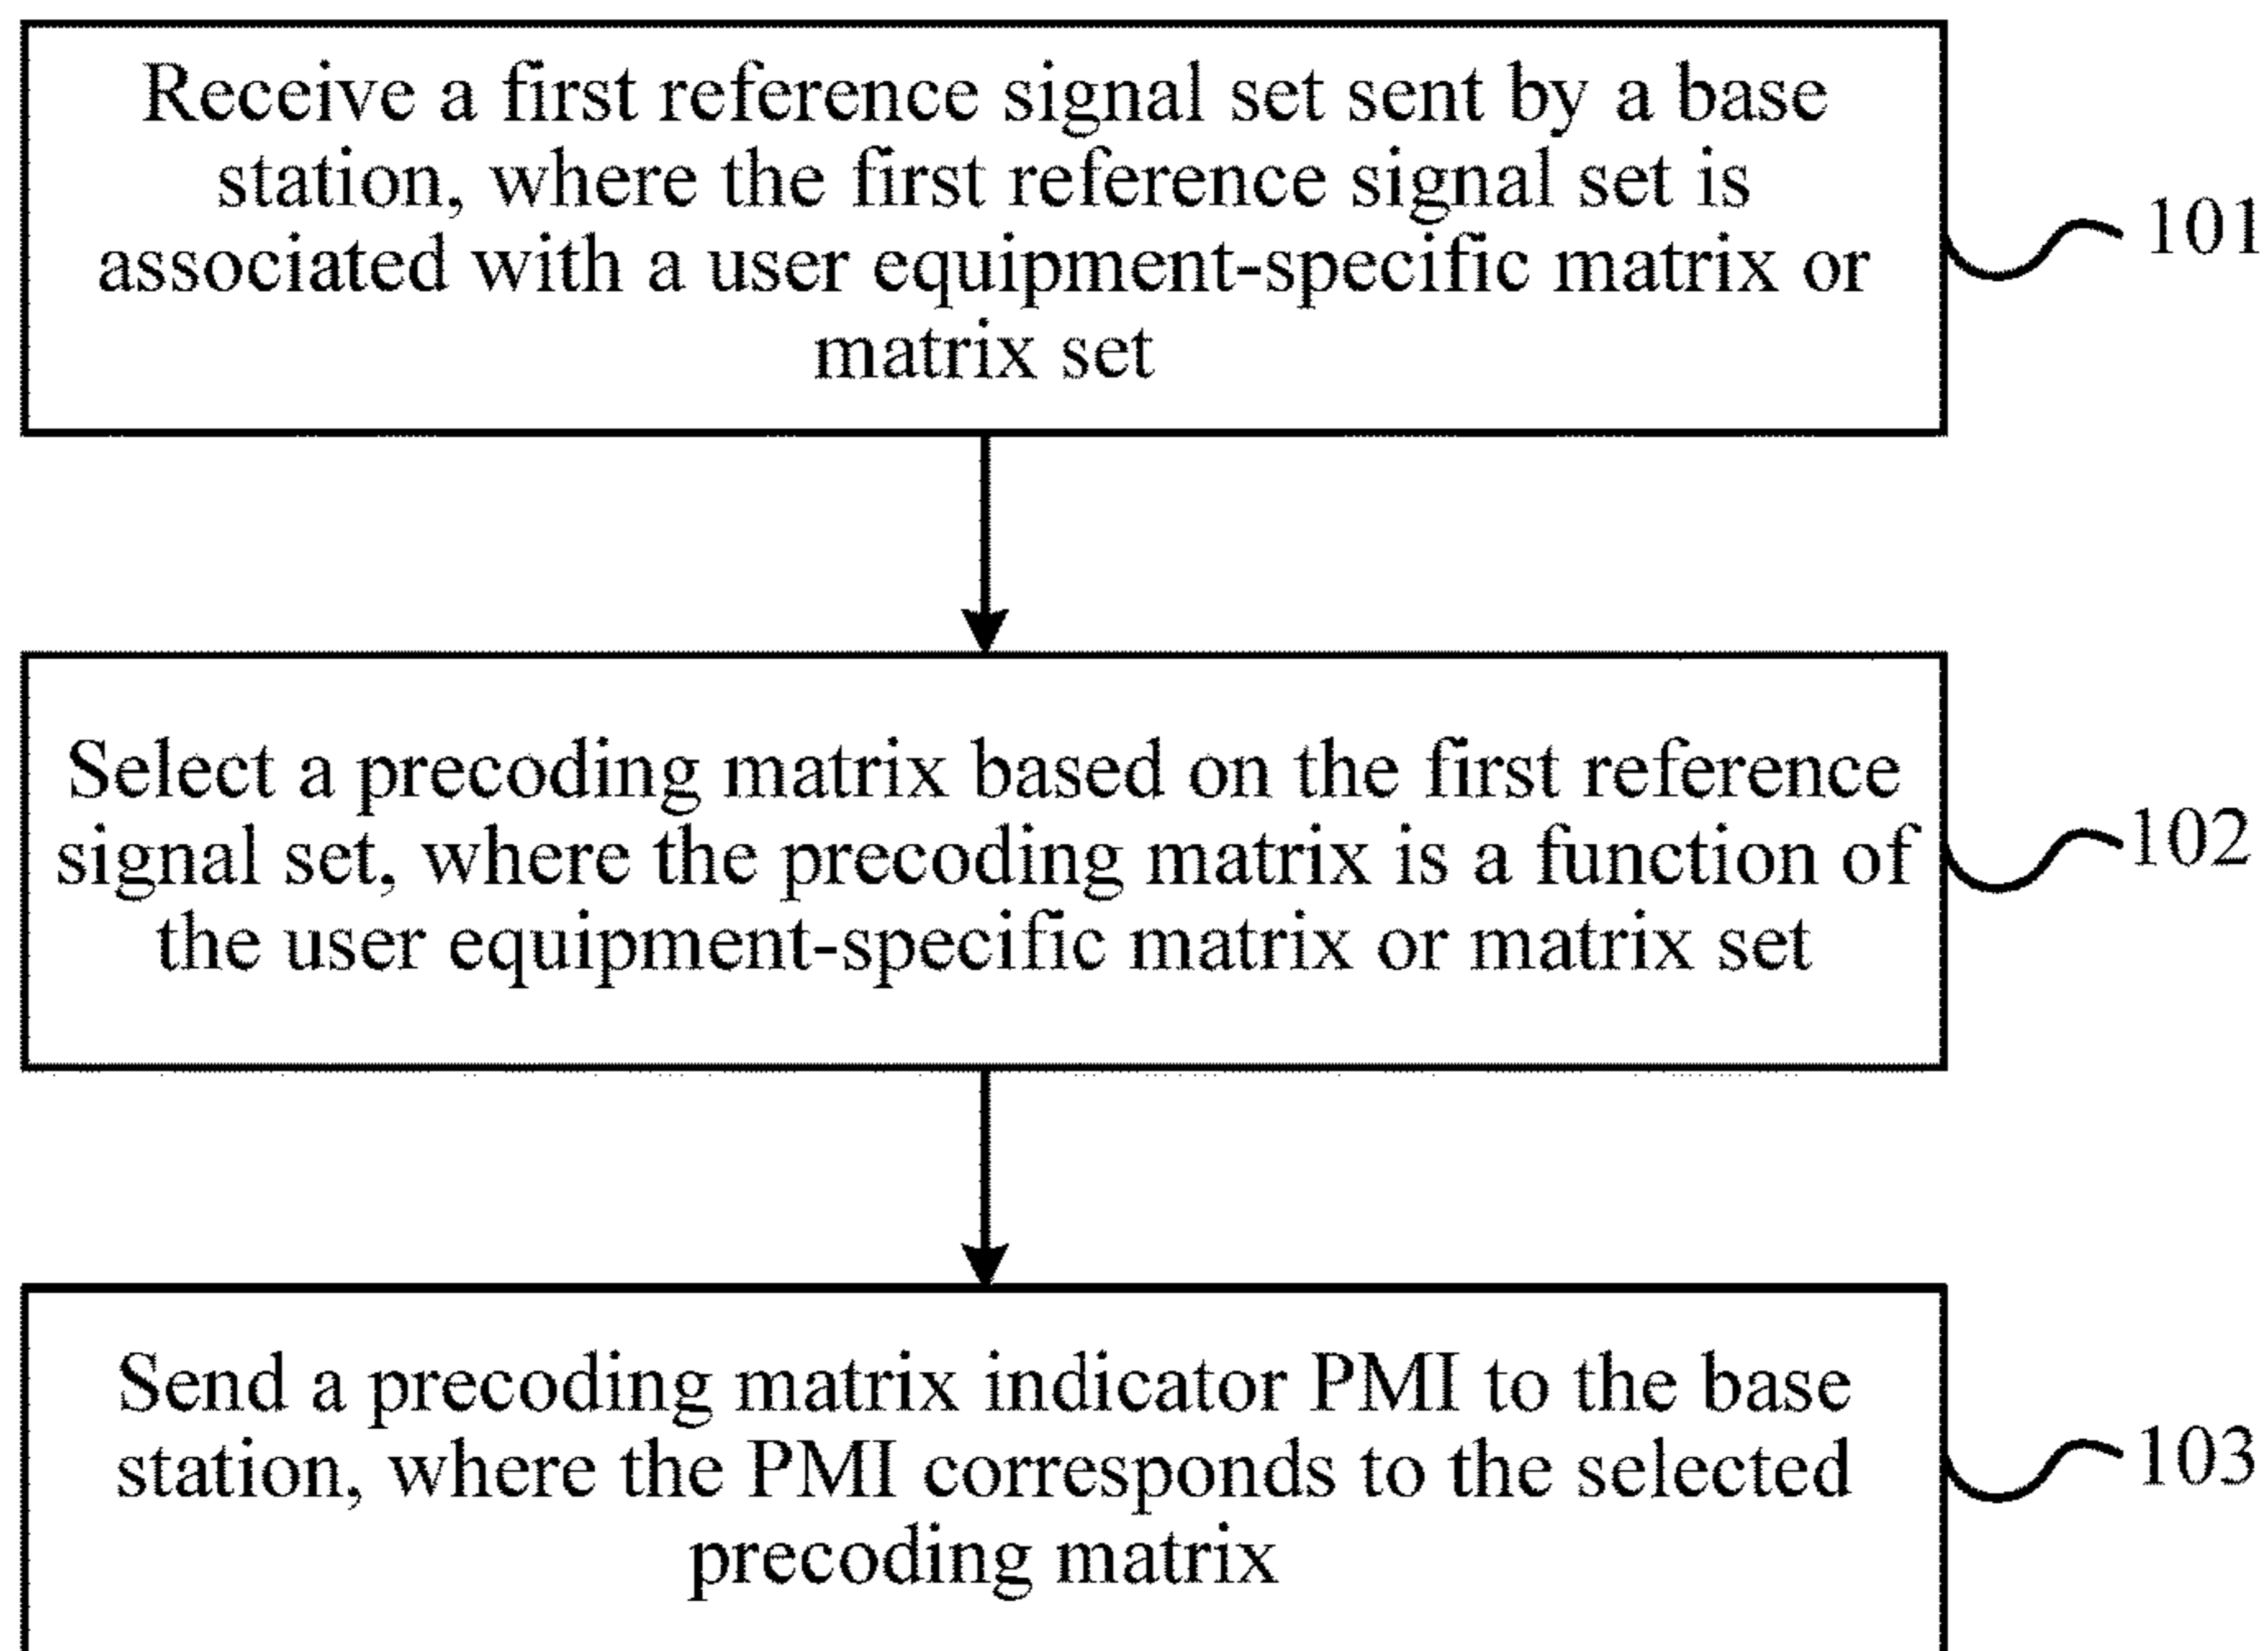 Receive a first reference signal set sent by a base
station, where the first reference signal set is
associated with a user equipment-specific matrix or
matrix set
101
Select a precoding matrix based on the first reference
signal set, where the precoding matrix is a function of
the user equipment-specific matrix or matrix set
102
Send a precoding matrix indicator PMI to the base
station, where the PMI corresponds to the selected
precoding matrix
103